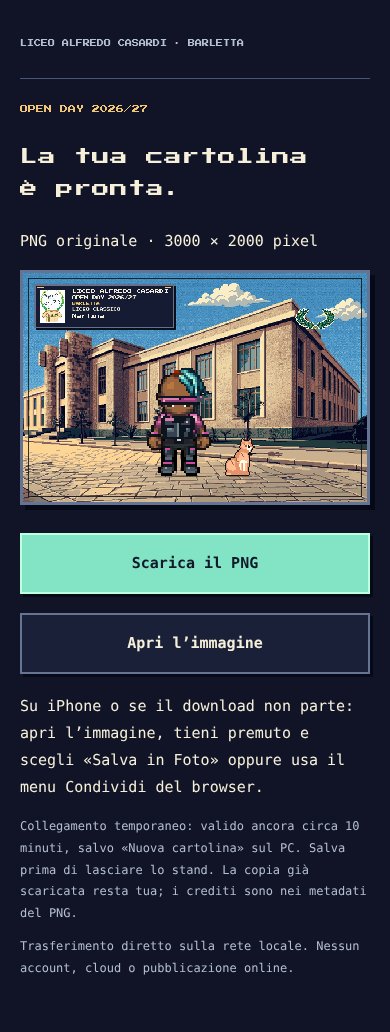 LICEO ALFREDO CASARDI · BARLETTA
OPEN DAY 2026/27
La tua cartolina
è pronta.
PNG originale · 3000 × 2000 pixel
LICEO ALFREDO CASARDI
OPEN DAY 2026/27
BARLETTA
LICEO CLASSICO
Martina
Scarica il PNG
Apri l’immagine
Su iPhone o se il download non parte:
apri l’immagine, tieni premuto e
scegli «Salva in Foto» oppure usa il
menu Condividi del browser.
Collegamento temporaneo: valido ancora circa 10
minuti, salvo «Nuova cartolina» sul PC. Salva
prima di lasciare lo stand. La copia già
scaricata resta tua; i crediti sono nei metadati
del PNG.
Trasferimento diretto sulla rete locale. Nessun
account, cloud o pubblicazione online.